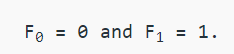 F₀ = 0 and F₁ = 1.